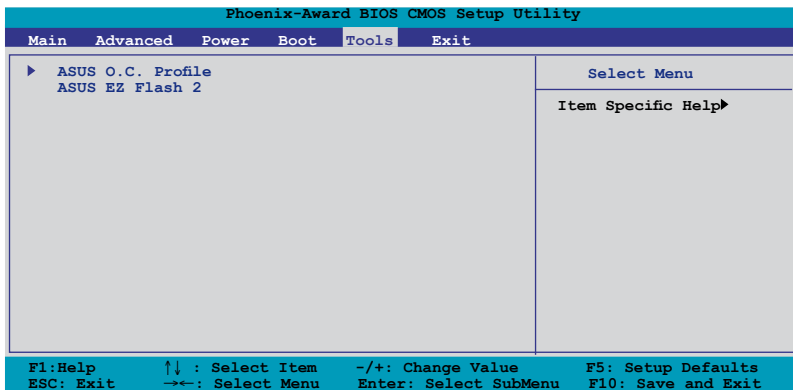 Phoenix-Award BIOS CMOS Setup Utility
Main Advanced Power Boot Tools Exit
ASUS O.C. Profile
ASUS EZ Flash 2
Select Menu
Item Specific Help
F1:Help ↑↓ : Select Item -/+: Change Value F5: Setup Defaults
ESC: Exit →←: Select Menu Enter: Select SubMenu F10: Save and Exit